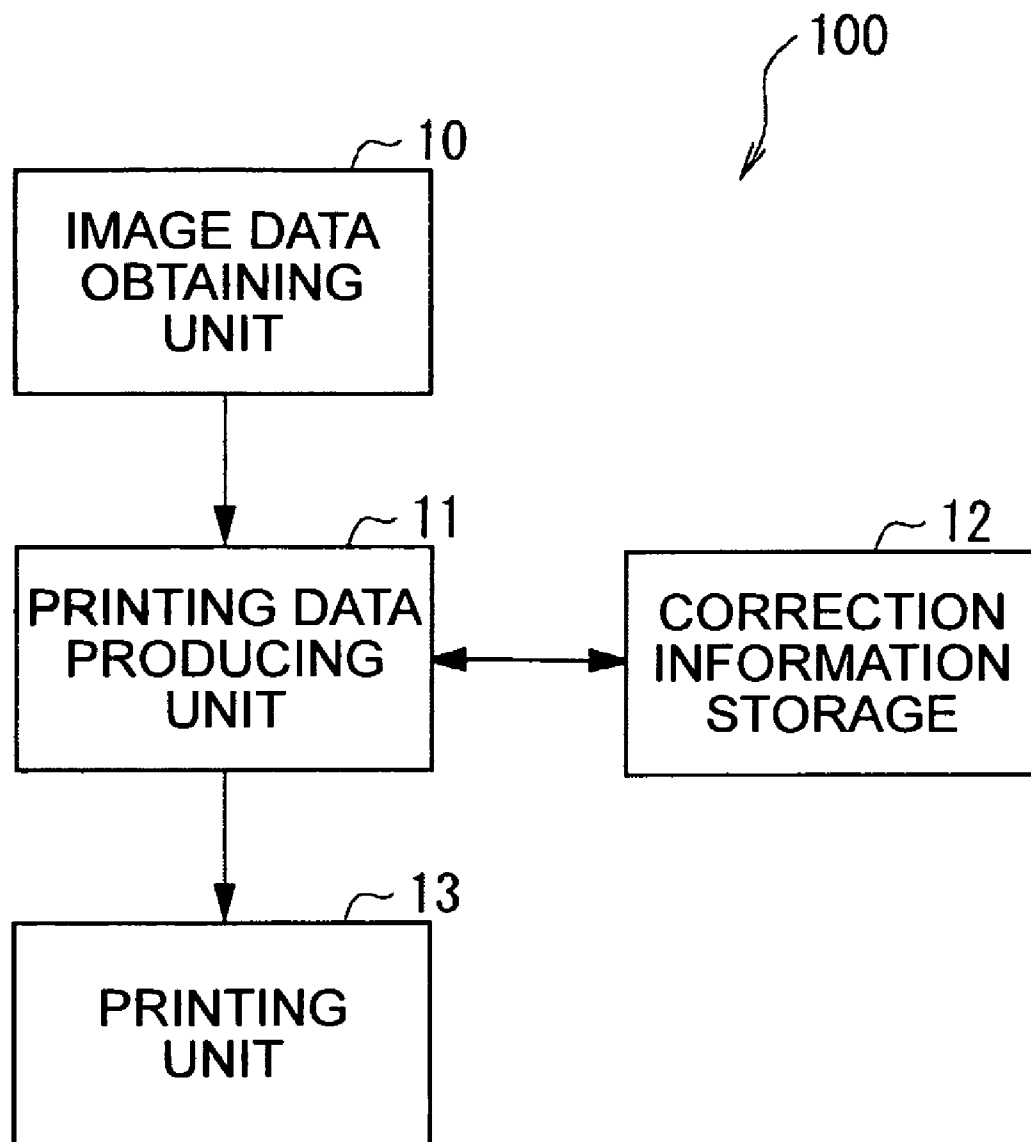 100
10
IMAGE DATA
OBTAINING
UNIT
11
PRINTING DATA
PRODUCING
UNIT
12
CORRECTION
INFORMATION
STORAGE
13
PRINTING
UNIT